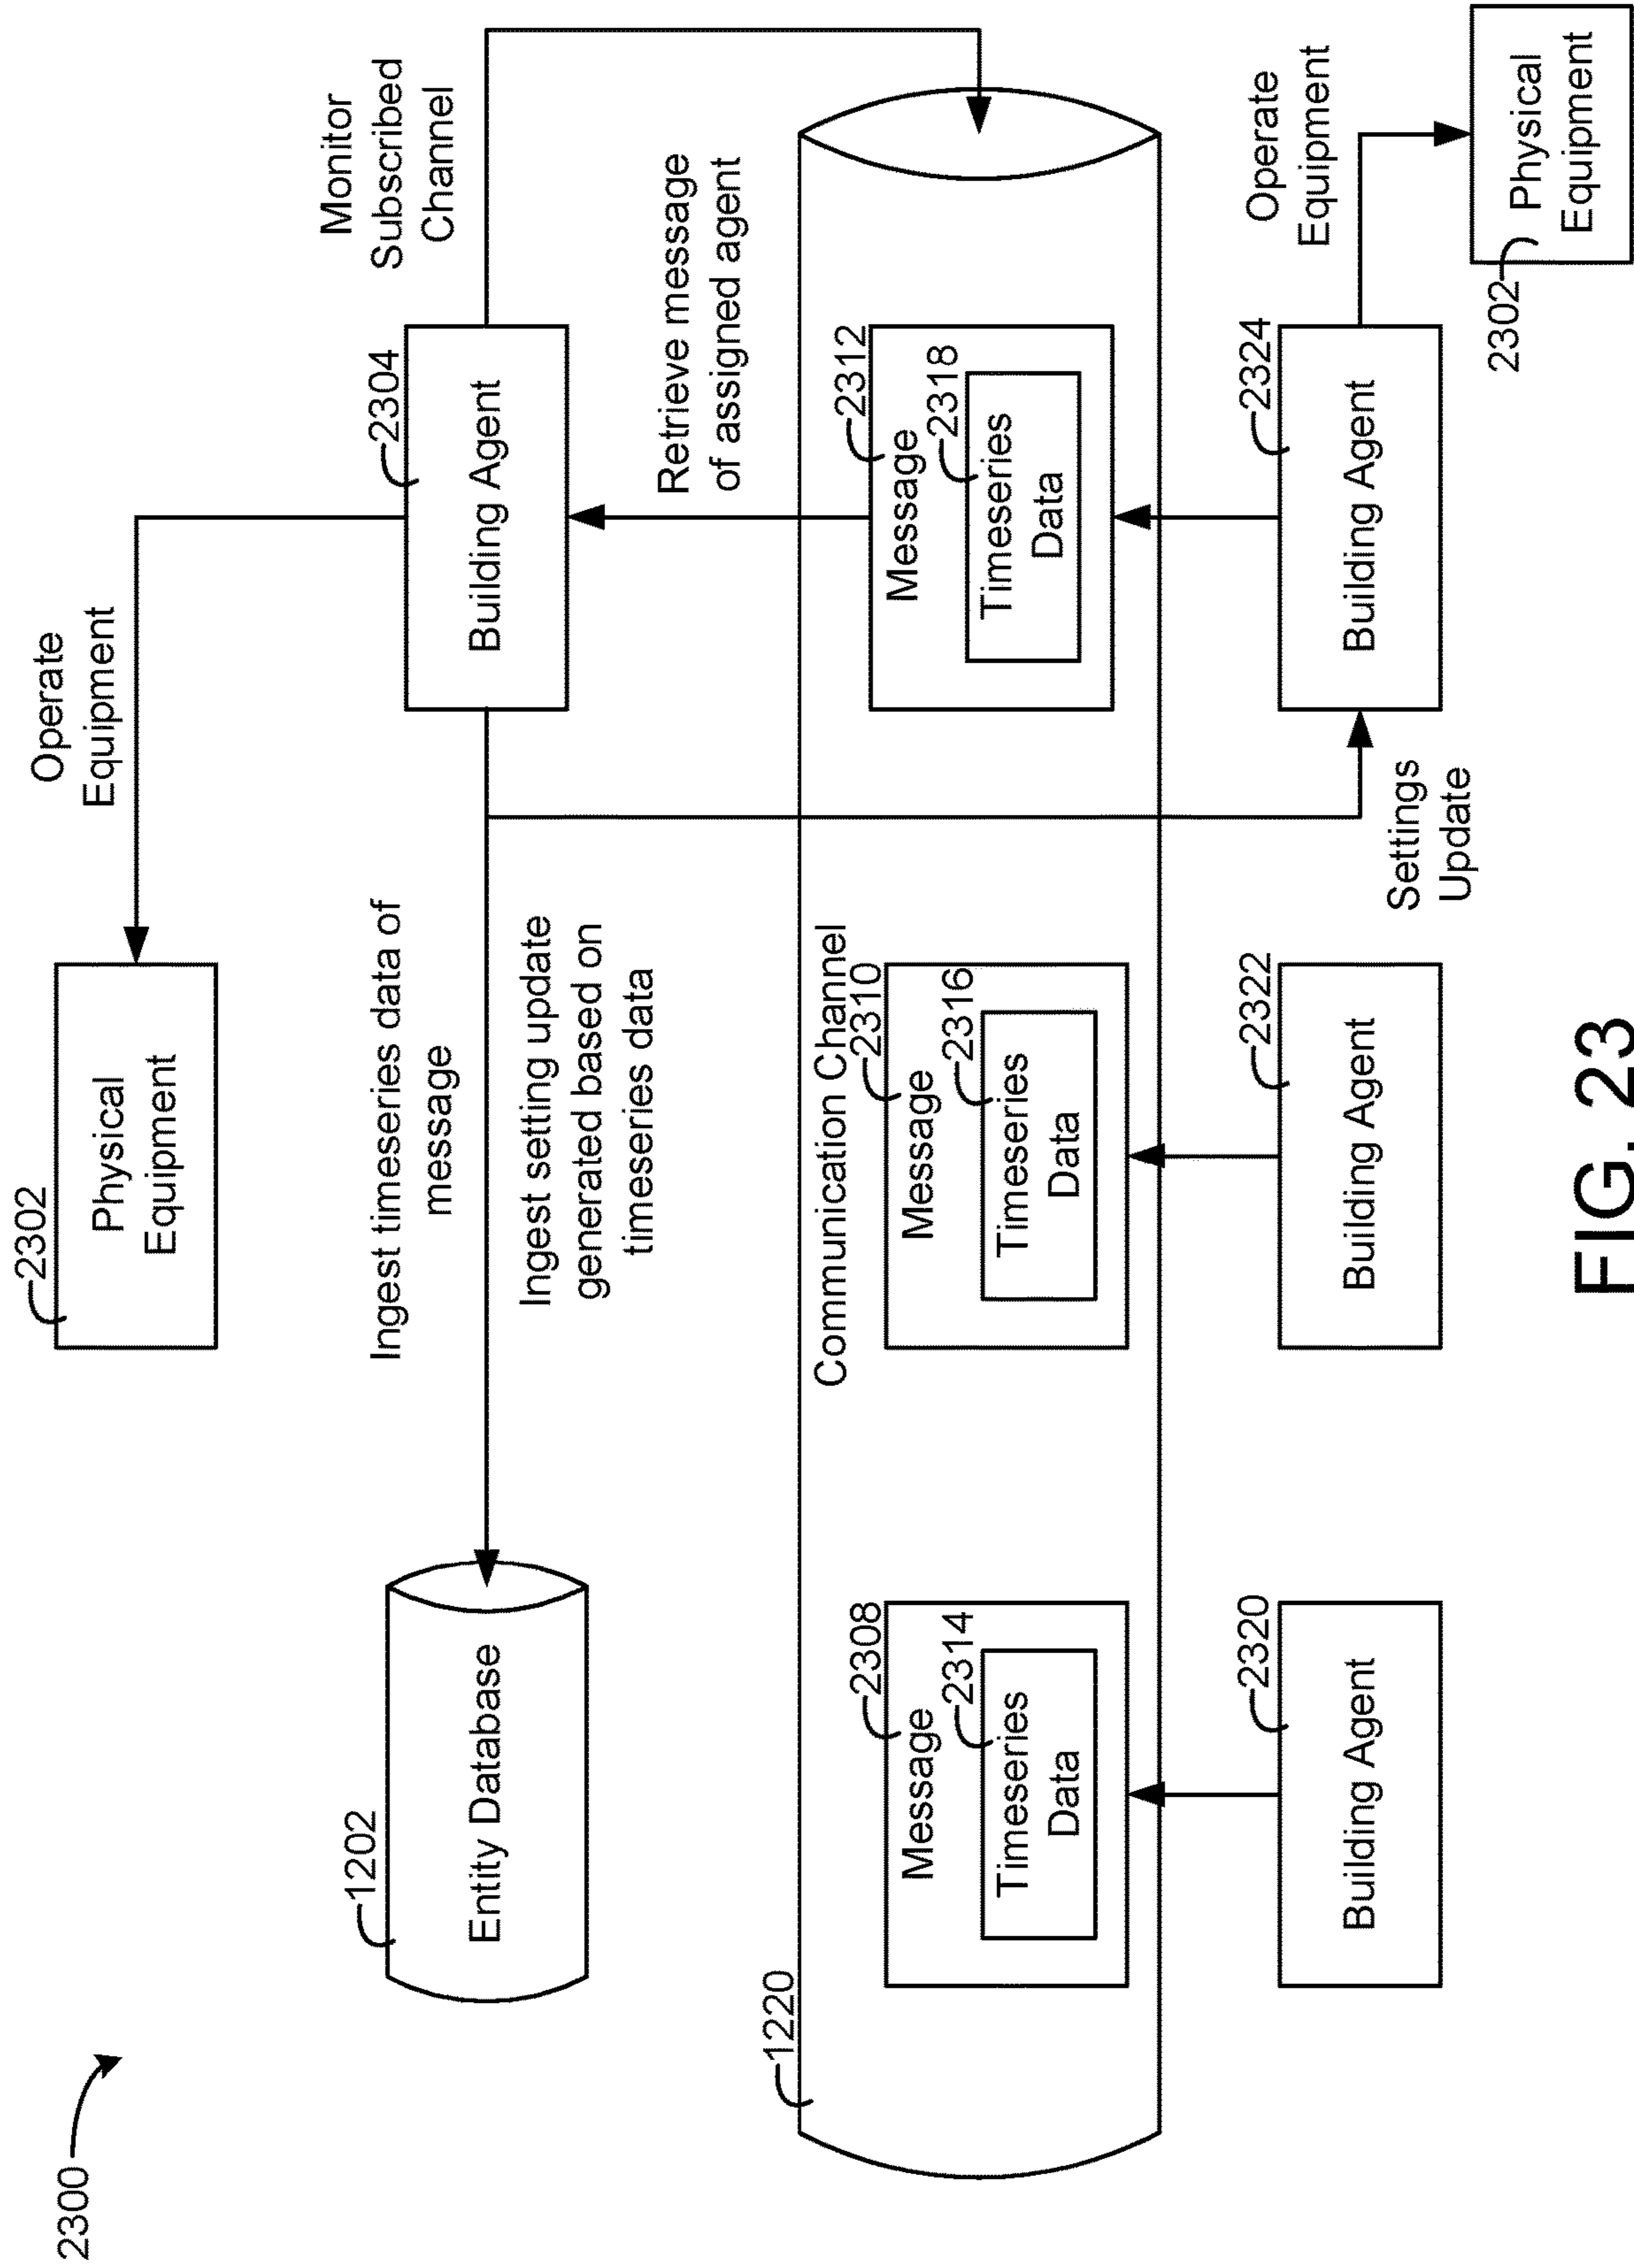 2300
2302
Physical
Equipment
Operate
Equipment
1202
Entity Database
Ingest timeseries data of
message
Ingest setting update
generated based on
timeseries data
2304
Building Agent
Monitor
Subscribed
Channel
Retrieve message
of assigned agent
1220
Communication Channel
2308
Message
2314
Timeseries
Data
2310
Message
2316
Timeseries
Data
2312
Message
2318
Timeseries
Data
2320
Building Agent
2322
Building Agent
Settings
Update
2324
Building Agent
Operate
Equipment
2302
Physical
Equipment
FIG. 23